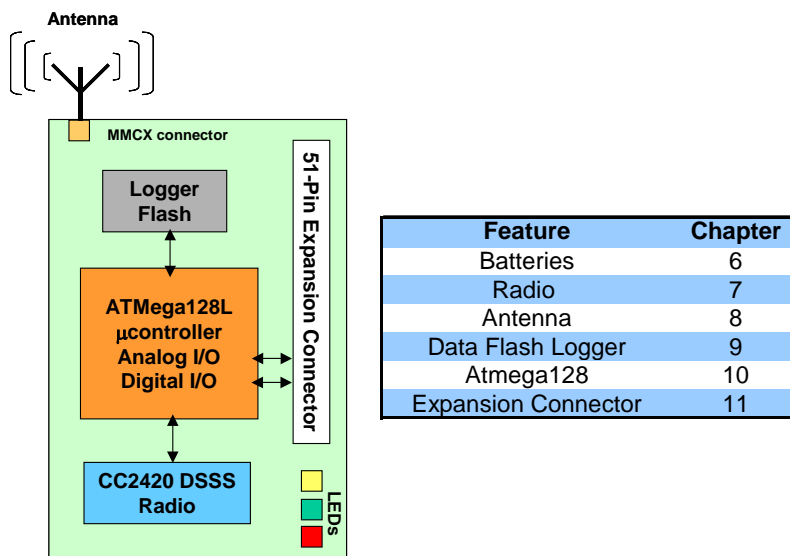 Antenna
MMCX connector
Logger
Flash
51-Pin Expansion Connector
ATMega128L
µcontroller
Analog I/O
Digital I/O
CC2420 DSSS
Radio
LEDs
Feature Chapter
Batteries 6
Radio 7
Antenna 8
Data Flash Logger 9
Atmega128 10
Expansion Connector 11